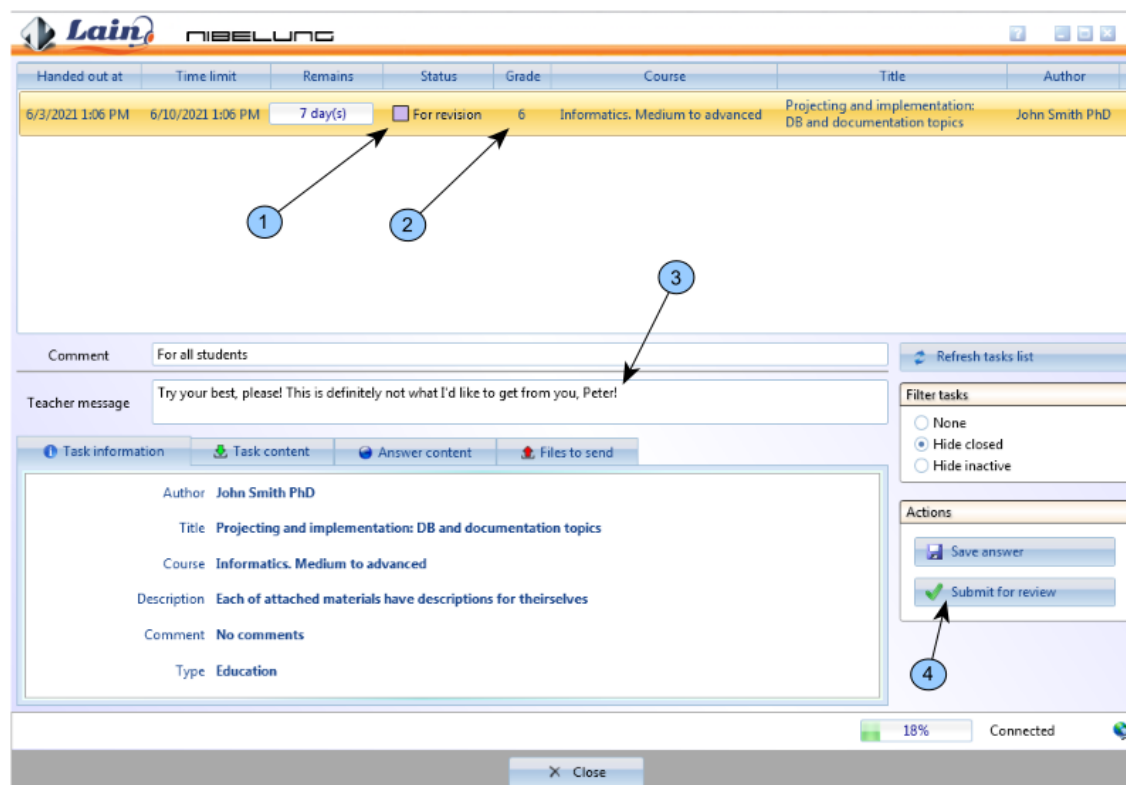 Lain NIBELUNG
?
Handed out at Time limit Remains Status Grade Course Title Author
6/3/2021 1:06 PM 6/10/2021 1:06 PM 7 day(s) For revision 6 Informatics. Medium to advanced Projecting and implementation: John Smith PhD
DB and documentation topics
1
2
3
Comment For all students
Refresh tasks list
Teacher message Try your best, please! This is definitely not what I'd like to get from you, Peter!
Filter tasks
None
Hide closed
Hide inactive
Task information Task content Answer content Files to send
Author John Smith PhD
Title Projecting and implementation: DB and documentation topics
Course Informatics. Medium to advanced
Description Each of attached materials have descriptions for theirselves
Comment No comments
Type Education
Actions
Save answer
Submit for review
4
18% Connected
Close